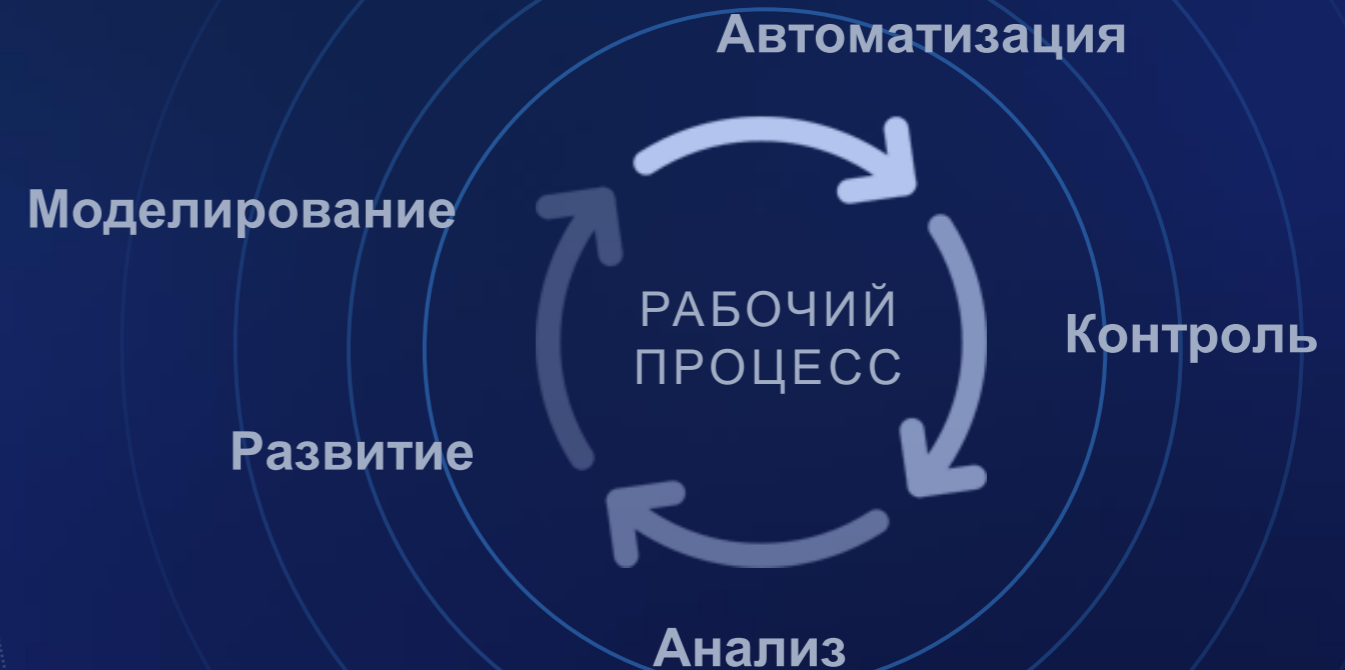 Автоматизация
Моделирование
РАБОЧИЙ
ПРОЦЕСС
Контроль
Развитие
Анализ